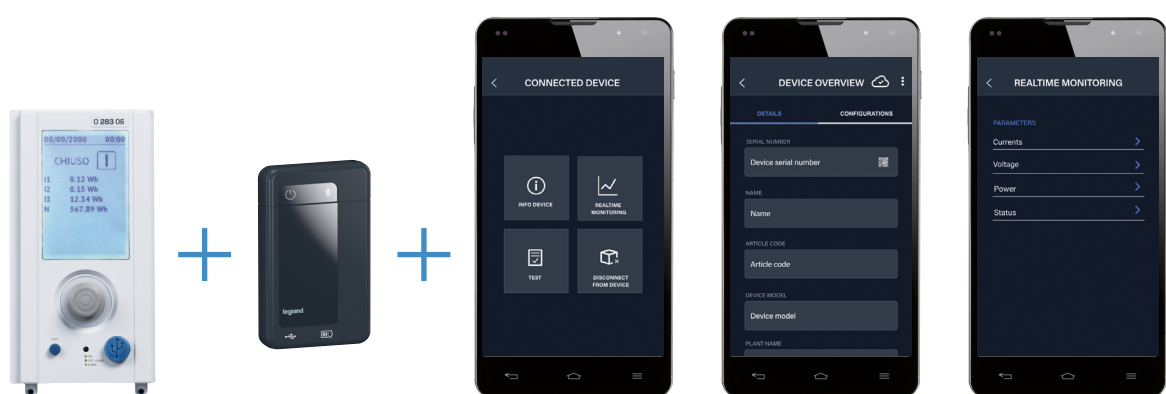 0 283 06
00/00/2000 00:00
CHIUSO I
I1 0.12 Wh
I2 0.15 Wh
I3 12.34 Wh
N 567.89 Wh
legrand
CONNECTED DEVICE
INFO DEVICE
REALTIME
MONITORING
TEST
DISCONNECT
FROM DEVICE
DEVICE OVERVIEW
DETAILS CONFIGURATIONS
SERIAL NUMBER
Device serial number
NAME
Name
ARTICLE CODE
Article code
DEVICE MODEL
Device model
PLANT NAME
REALTIME MONITORING
PARAMETERS
Currents
Voltage
Power
Status